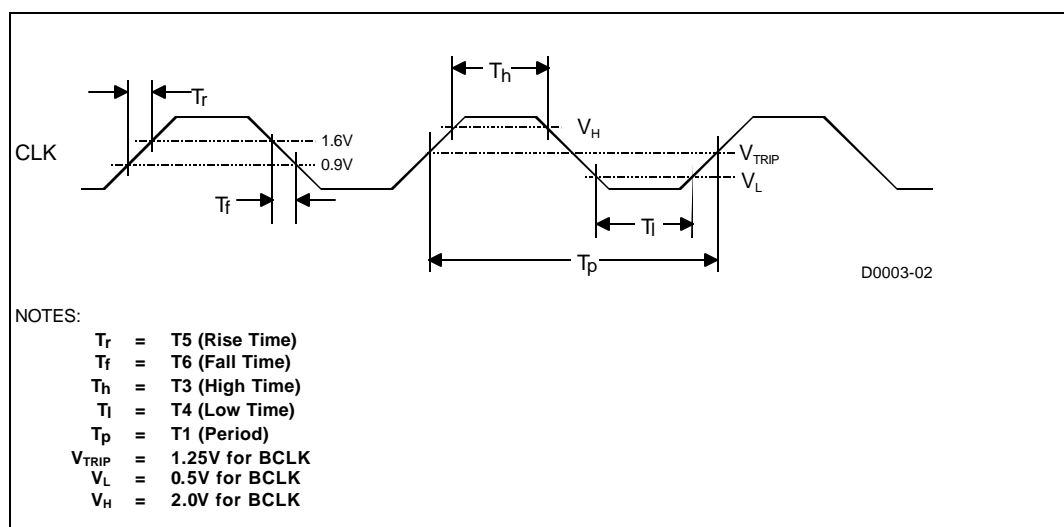 Th
Tr
VH
1.6V
CLK
VTRIP
0.9V
VL
Tf
Tl
Tp
D0003-02
NOTES:
Tr = T5 (Rise Time)
Tf = T6 (Fall Time)
Th = T3 (High Time)
Tl = T4 (Low Time)
Tp = T1 (Period)
VTRIP = 1.25V for BCLK
VL = 0.5V for BCLK
VH = 2.0V for BCLK